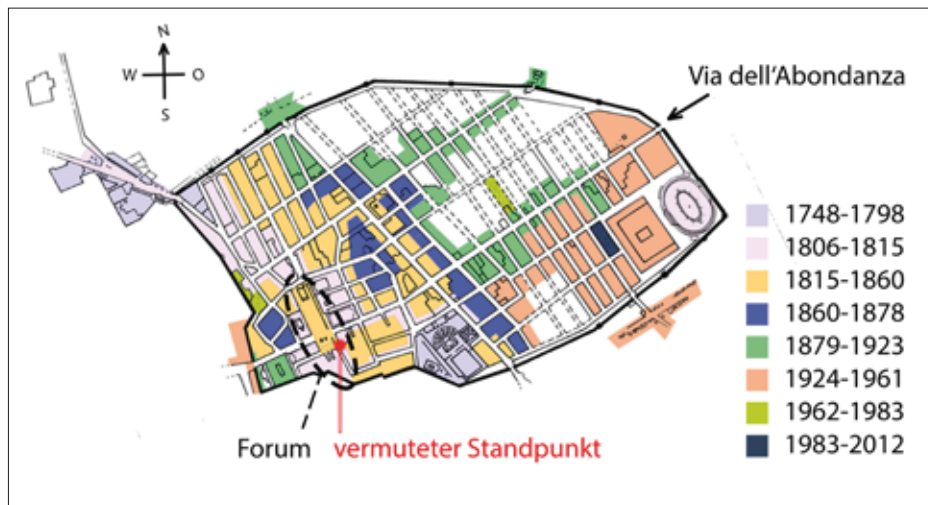 N
W O
S
Via dell'Abondanza
1748-1798
1806-1815
1815-1860
1860-1878
1879-1923
1924-1961
1962-1983
1983-2012
Forum
vermuteter Standpunkt